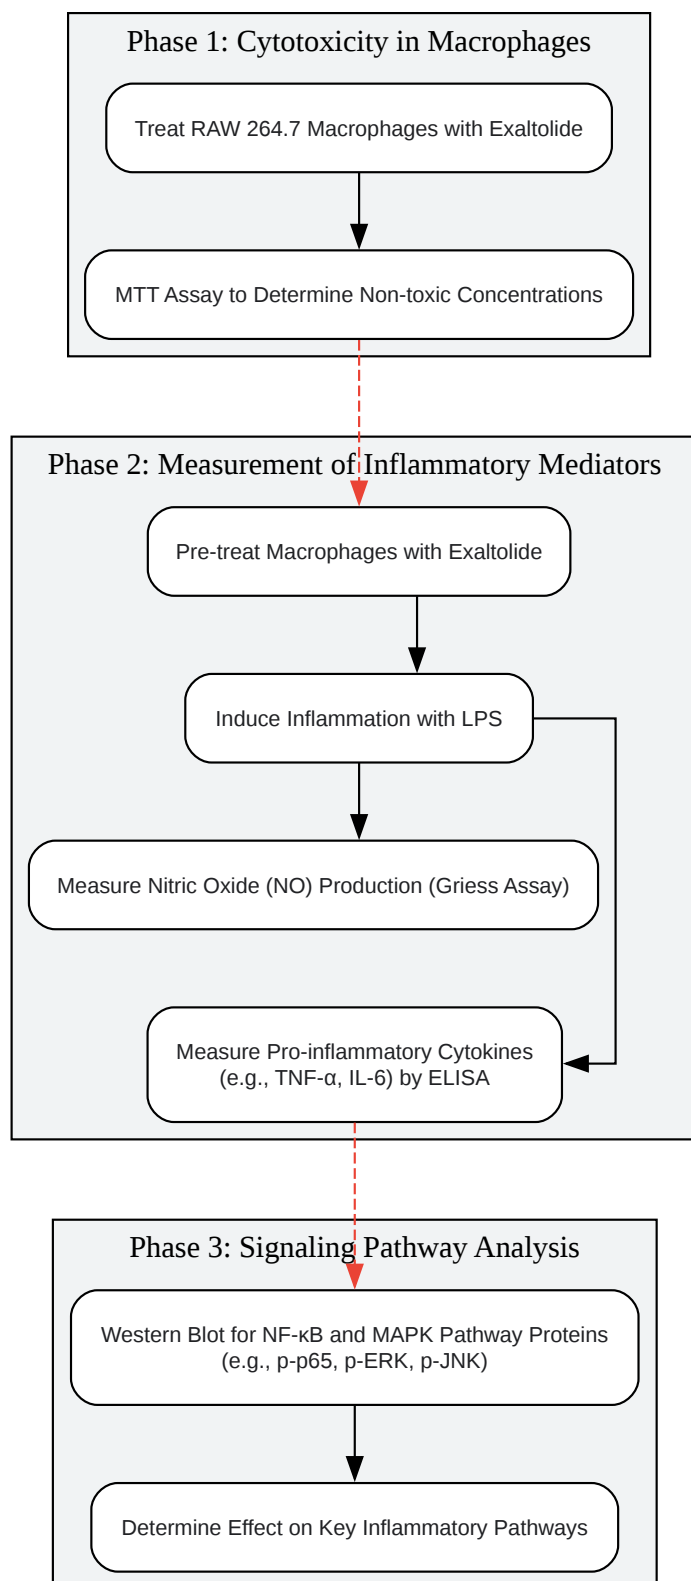 Phase 1: Cytotoxicity in Macrophages
Treat RAW 264.7 Macrophages with Exaltolide
MTT Assay to Determine Non-toxic Concentrations
Phase 2: Measurement of Inflammatory Mediators
Pre-treat Macrophages with Exaltolide
Induce Inflammation with LPS
Measure Nitric Oxide (NO) Production (Griess Assay)
Measure Pro-inflammatory Cytokines
(e.g., TNF-α, IL-6) by ELISA
Phase 3: Signaling Pathway Analysis
Western Blot for NF-κB and MAPK Pathway Proteins
(e.g., p-p65, p-ERK, p-JNK)
Determine Effect on Key Inflammatory Pathways